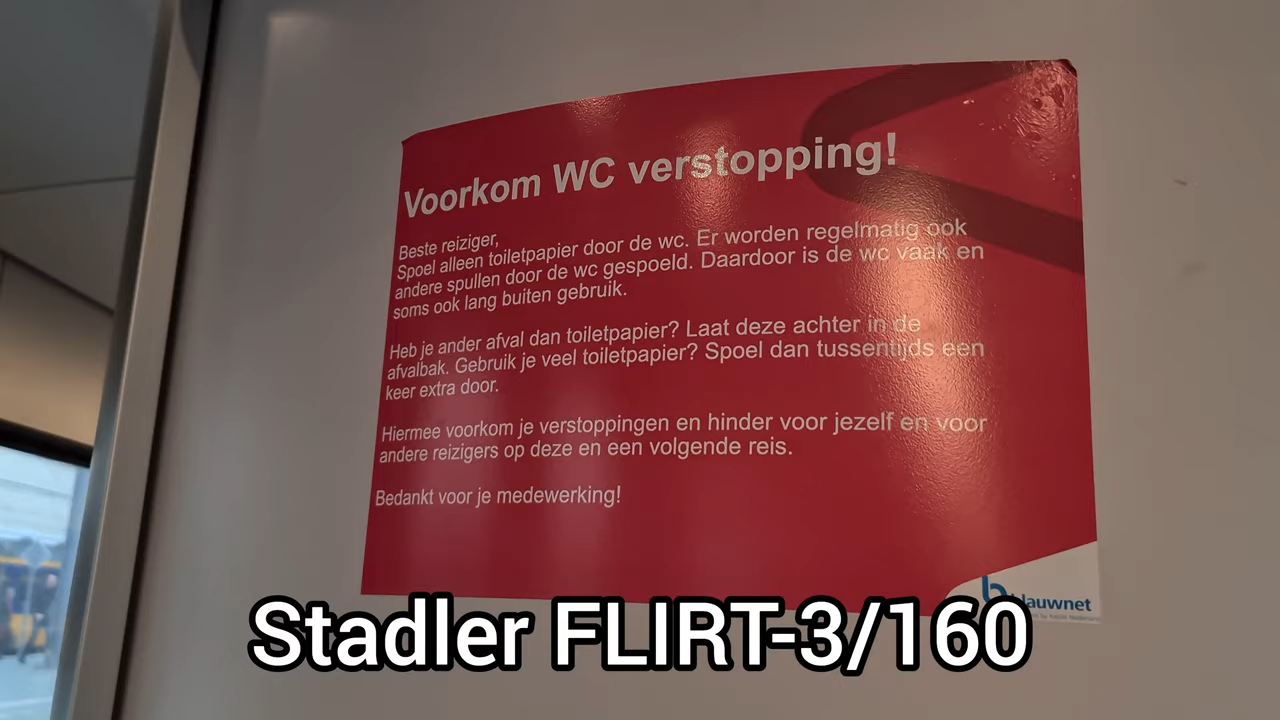 Voorkom WC verstopping!
Beste reiziger,
Spoel alleen toiletpapier door de wc. Er worden regelmatig ook
andere spullen door de wc gespoeld. Daardoor is de wc vaak en
soms ook lang buiten gebruik.
Heb je ander afval dan toiletpapier? Laat deze achter in de
afvalbak. Gebruik je veel toiletpapier? Spoel dan tussentijds een
keer extra door.
Hiermee voorkom je verstoppingen en hinder voor jezelf en voor
andere reizigers op deze en een volgende reis.
Bedankt voor je medewerking!
blauwnet
Stadler FLIRT-3/160